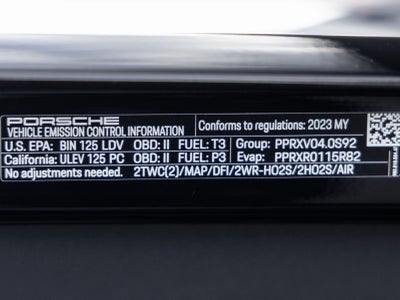 PORSCHE
VEHICLE EMISSION CONTROL INFORMATION
Conforms to regulations: 2023 MY
U.S. EPA: BIN 125 LDV OBD: II FUEL: T3 Group: PPRXV04.0S92
California: ULEV 125 PC OBD: II FUEL: P3 Evap: PPRXR0115R82
No adjustments needed. 2TWC(2)/MAP/DFI/2WR-HO2S/2HO2S/AIR